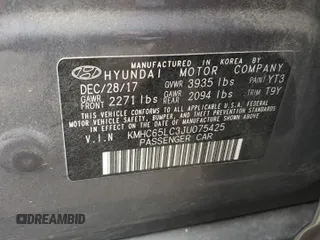 MANUFACTURED IN KOREA BY
HYUNDAI MOTOR COMPANY
DEC/28/17 GVWR 3935 lbs PAINT YT3
GAWR FRONT 2271 lbs GAWR REAR 2094 lbs TRIM T9Y
THIS VEHICLE CONFORMS TO ALL APPLICABLE U.S.A. FEDERAL
MOTOR VEHICLE SAFETY, BUMPER, AND THEFT PREVENTION
STANDARDS IN EFFECT ON THE DATE OF MANUFACTURE SHOWN ABOVE.
V.I.N KMHC65LC3JU075425
PASSENGER CAR
DREAMBID